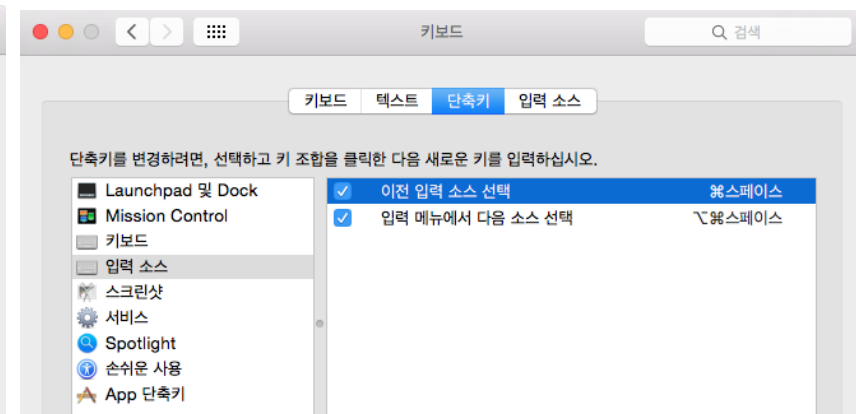 키보드
검색
키보드 텍스트 단축키 입력 소스
단축키를 변경하려면, 선택하고 키 조합을 클릭한 다음 새로운 키를 입력하십시오.
Launchpad 및 Dock
Mission Control
키보드
입력 소스
스크린샷
서비스
Spotlight
손쉬운 사용
App 단축키
이전 입력 소스 선택 ⌘스페이스
입력 메뉴에서 다음 소스 선택 ⌥⌘스페이스